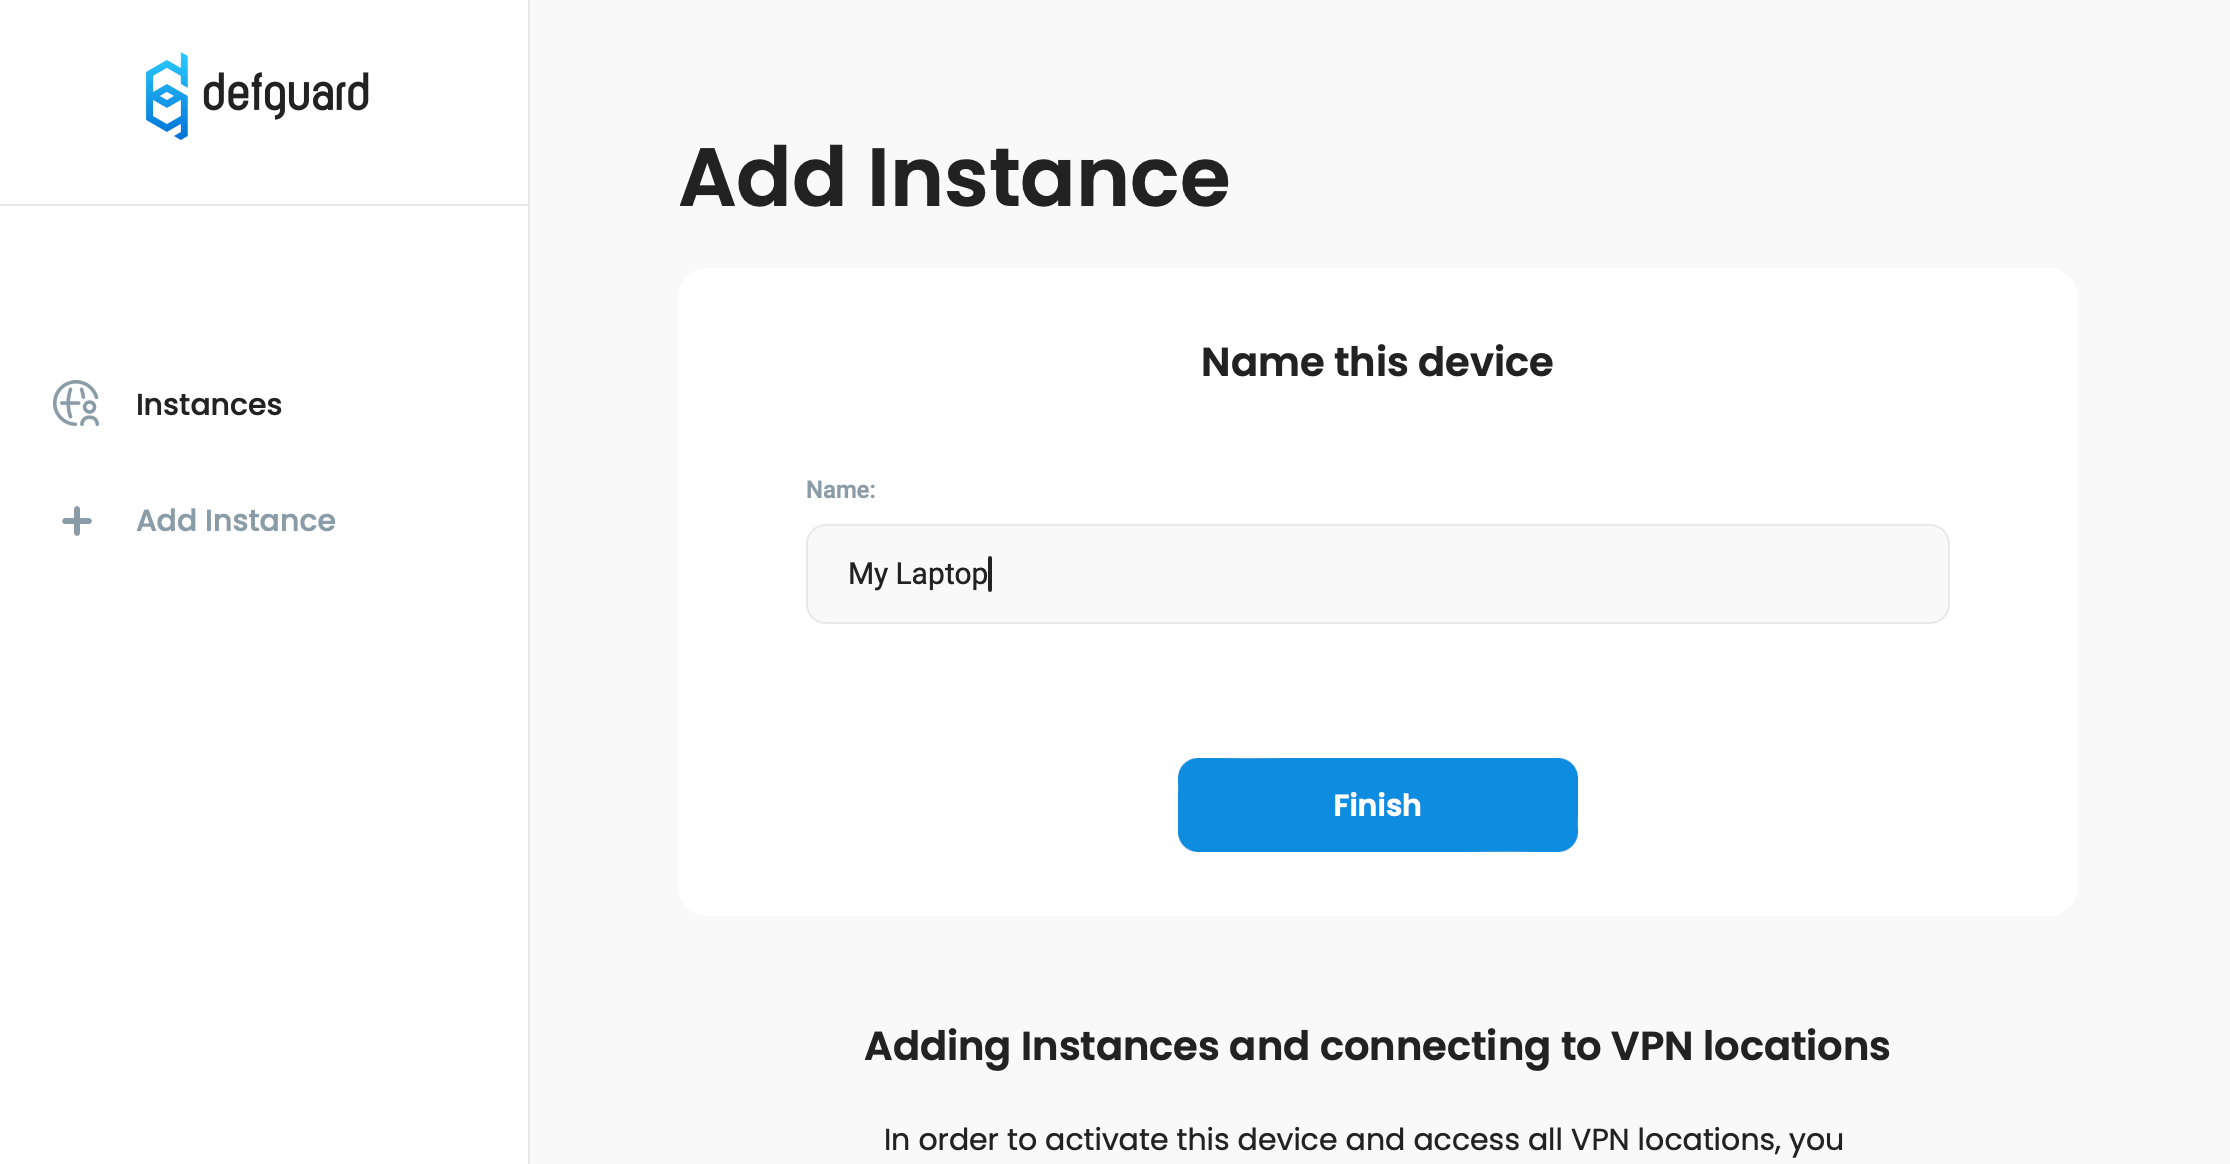 defguard
Instances
Add Instance
Add Instance
Name this device
Name:
My Laptop
Finish
Adding Instances and connecting to VPN locations
In order to activate this device and access all VPN locations, you